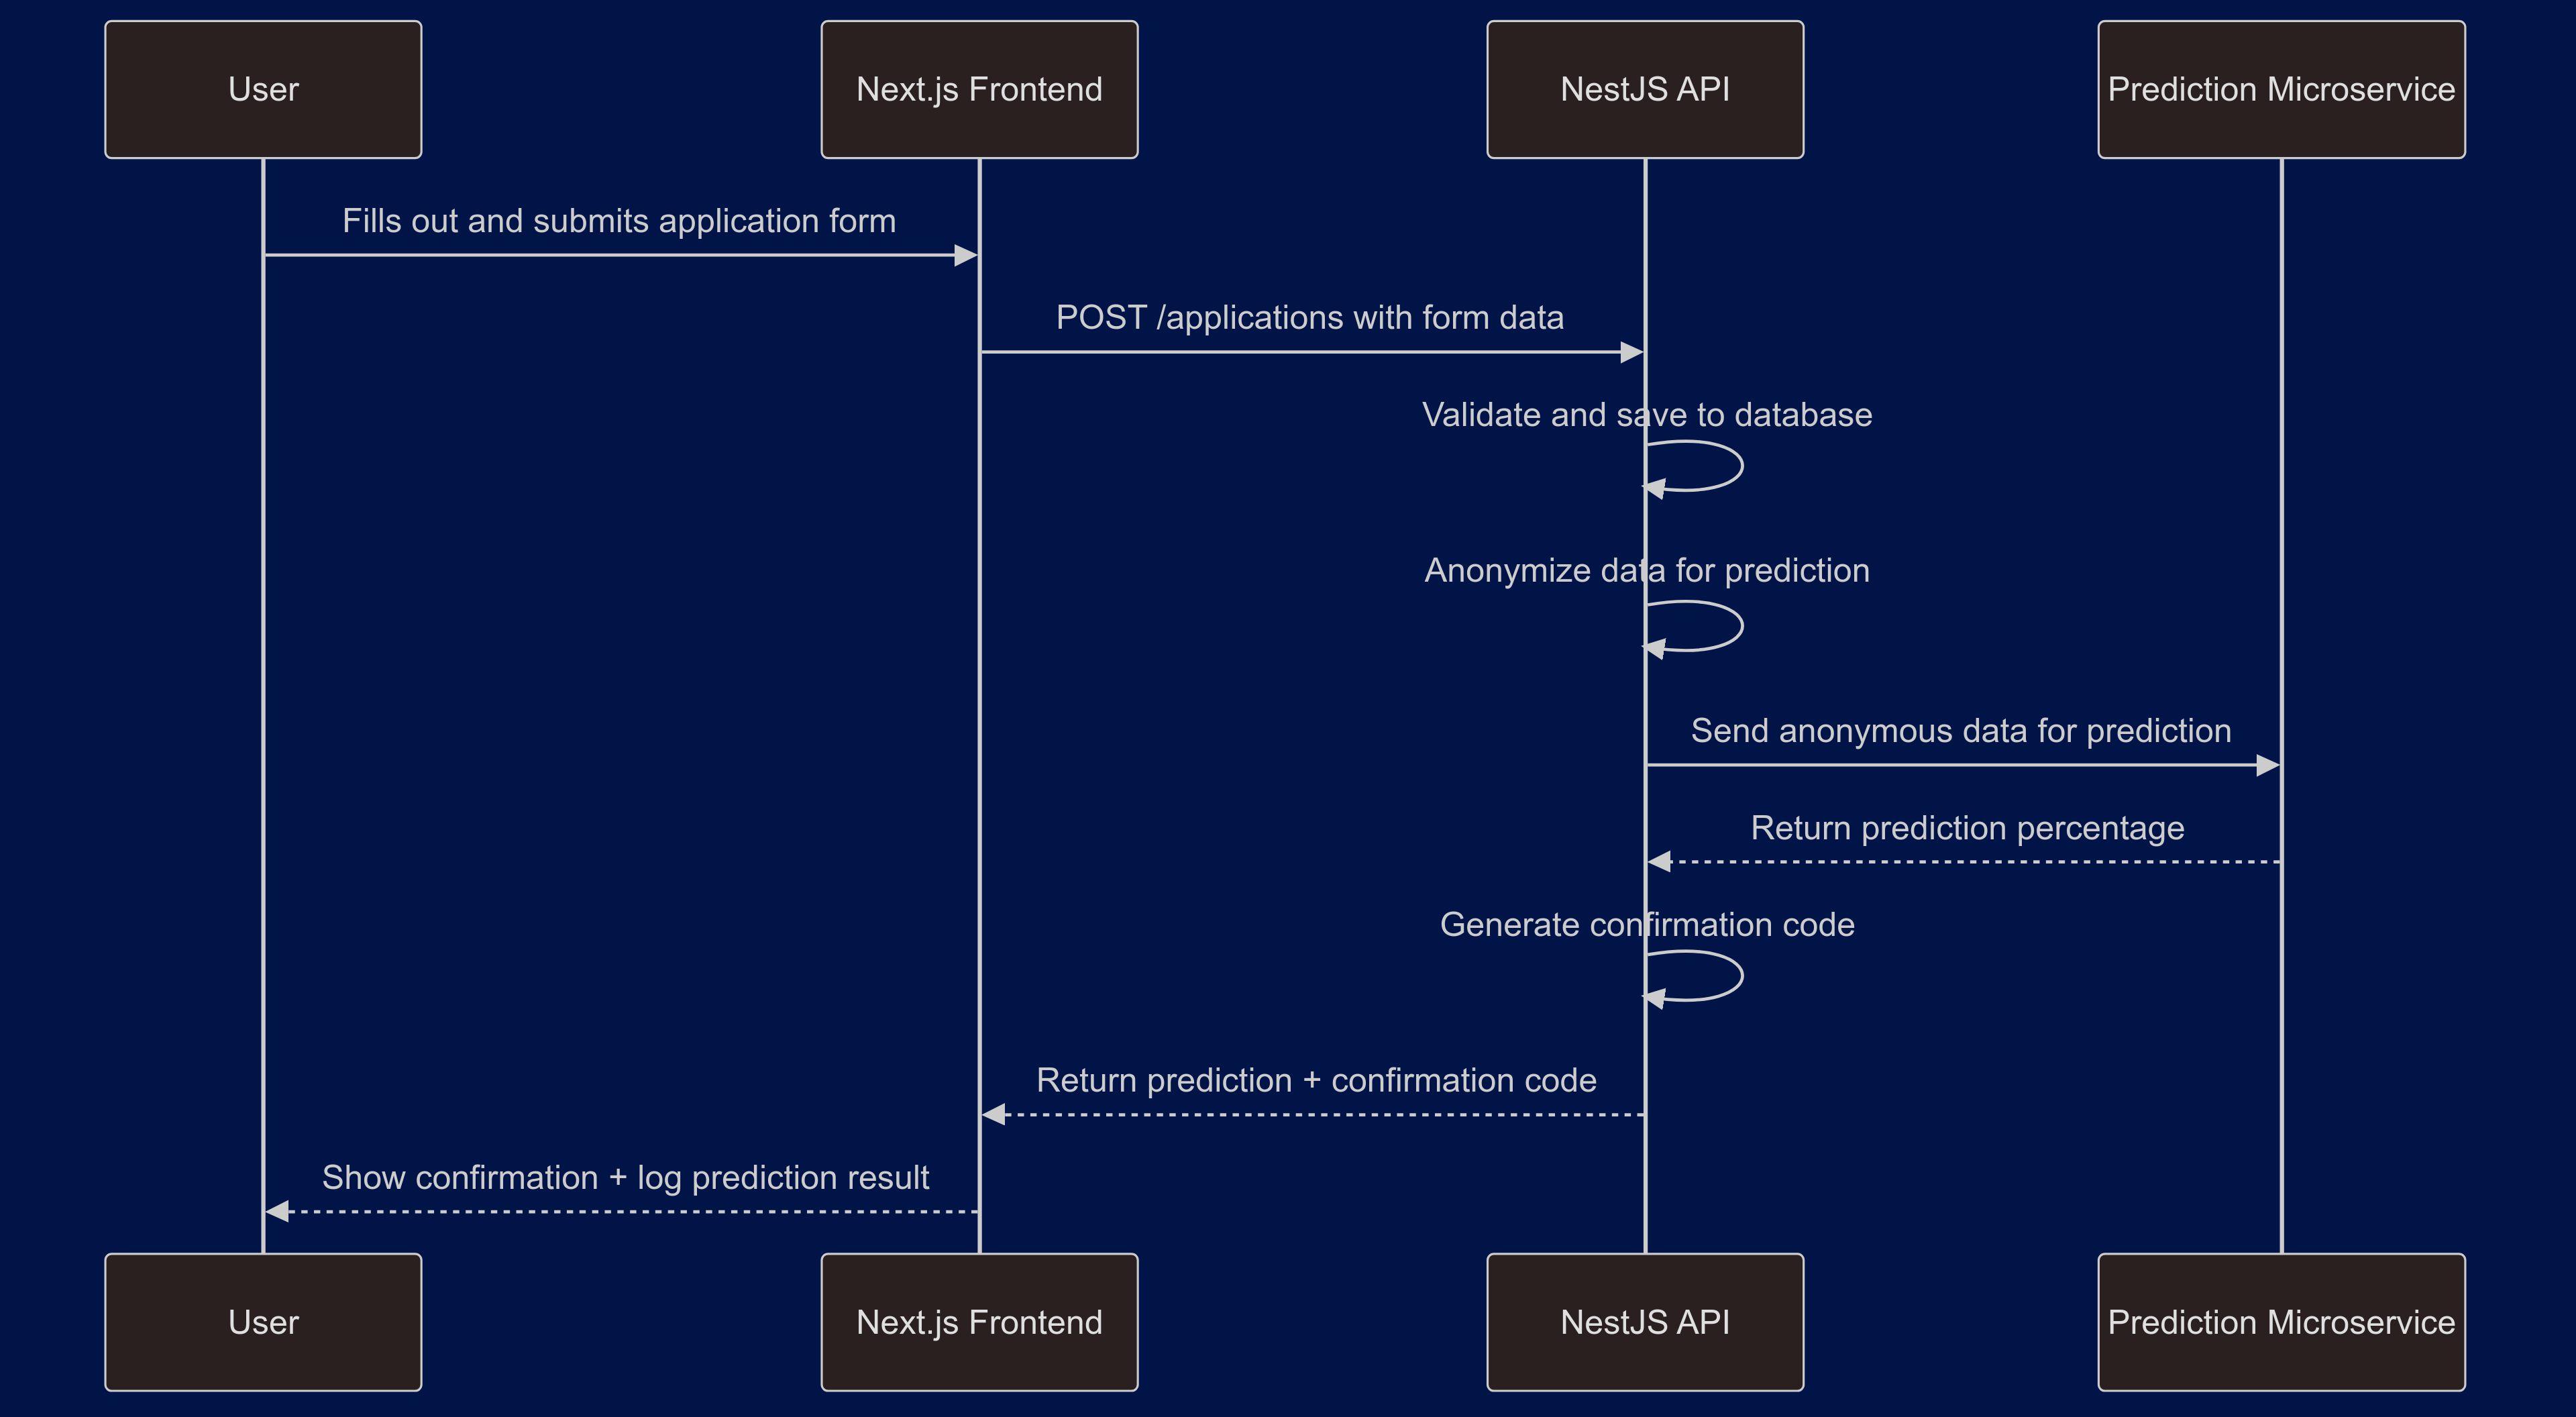 User
Next.js Frontend
NestJS API
Prediction Microservice
Fills out and submits application form
POST /applications with form data
Validate and save to database
Anonymize data for prediction
Send anonymous data for prediction
Return prediction percentage
Generate confirmation code
Return prediction + confirmation code
Show confirmation + log prediction result
User
Next.js Frontend
NestJS API
Prediction Microservice